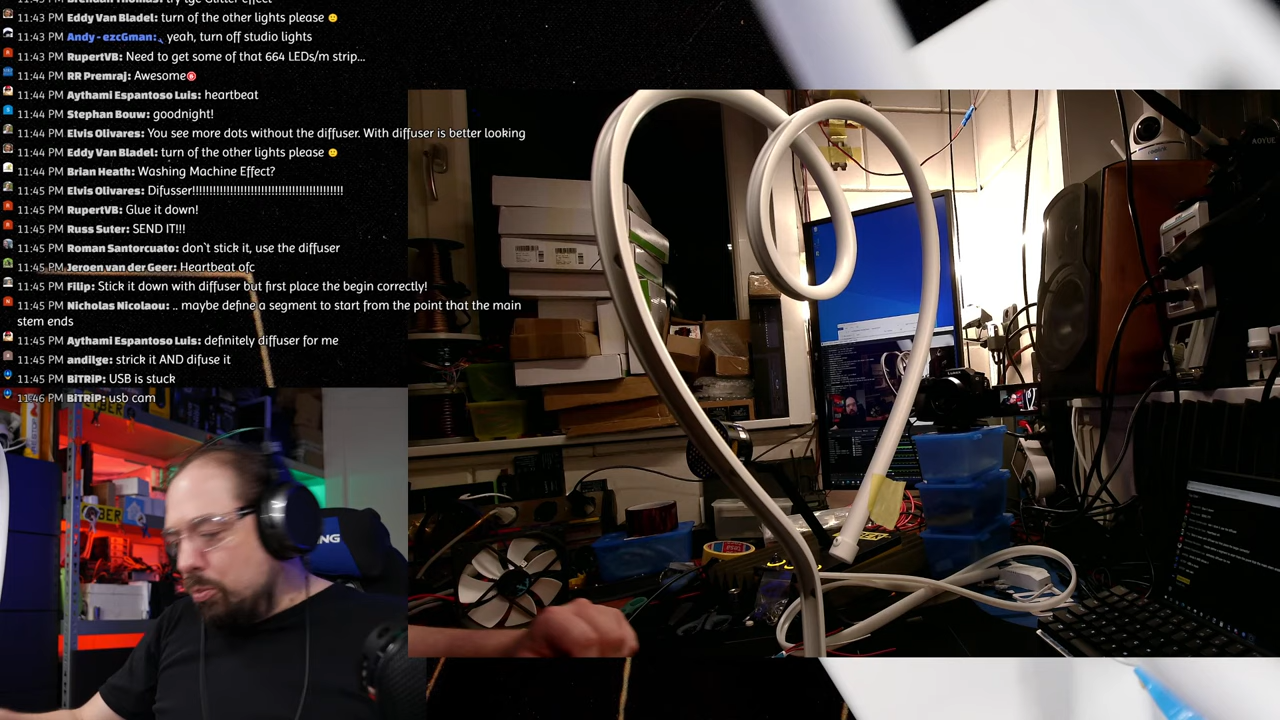 11:43 PM Brendan Thomas: try tge Glitter effect
11:43 PM Eddy Van Bladel: turn of the other lights please 🙂
11:43 PM Andy - ezcGman: yeah, turn off studio lights
11:43 PM RupertVB: Need to get some of that 664 LEDs/m strip...
11:44 PM RR Premraj: Awesome🎯
11:44 PM Aythami Espantoso Luis: heartbeat
11:44 PM Stephan Bouw: goodnight!
11:44 PM Elvis Olivares: You see more dots without the diffuser. With diffuser is better looking
11:44 PM Eddy Van Bladel: turn of the other lights please 🙂
11:44 PM Brian Heath: Washing Machine Effect?
11:45 PM Elvis Olivares: Difusser!!!!!!!!!!!!!!!!!!!!!!!!!!!!!!!!!!!!!!!!!!!!
11:45 PM RupertVB: Glue it down!
11:45 PM Russ Suter: SEND IT!!!
11:45 PM Roman Santorcuato: don`t stick it, use the diffuser
11:45 PM Jeroen van der Geer: Heartbeat ofc
11:45 PM Filip: Stick it down with diffuser but first place the begin correctly!
11:45 PM Nicholas Nicolaou: .. maybe define a segment to start from the point that the main
stem ends
11:45 PM Aythami Espantoso Luis: definitely diffuser for me
11:45 PM andilge: strick it AND difuse it
11:45 PM BiTRiP: USB is stuck
11:46 PM BiTRiP: usb cam